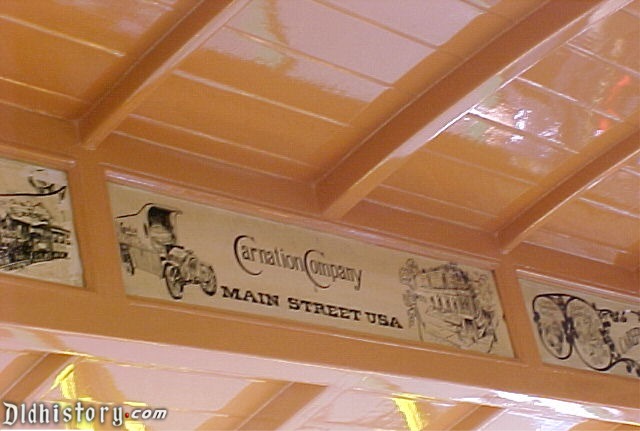 Carnation Company
MAIN STREET USA
Dldhistory.com